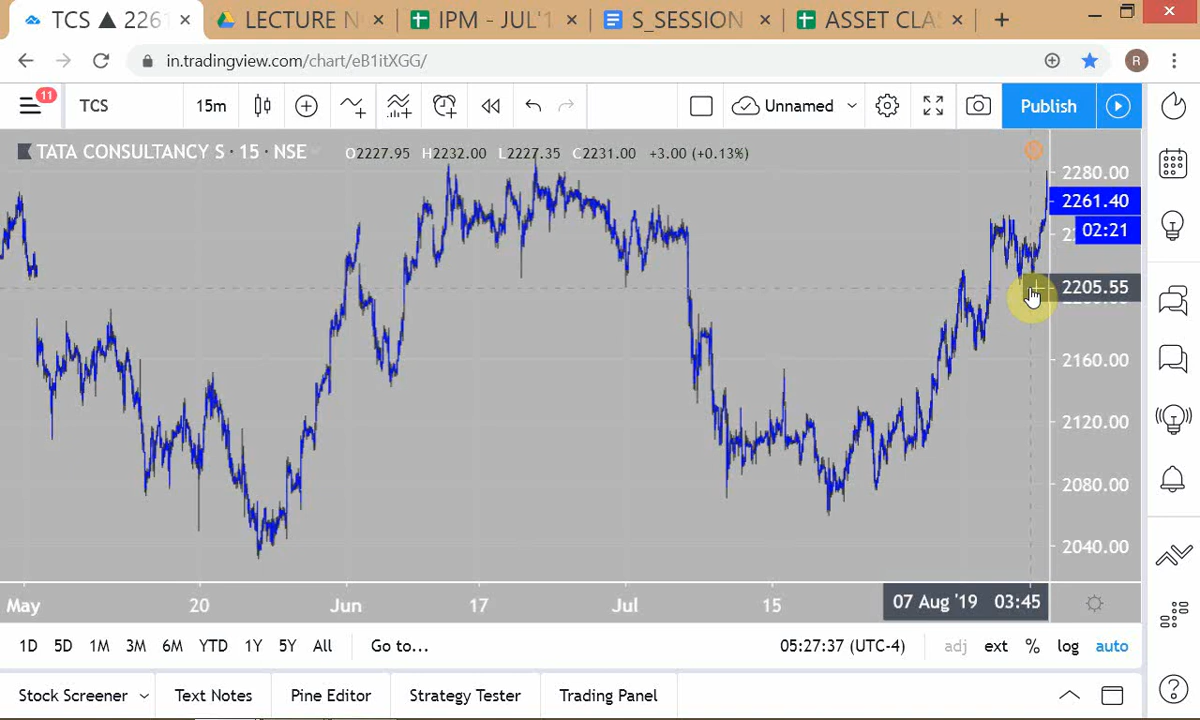 TCS ▲ 2261
LECTURE N
IPM - JUL'1
S_SESSION
ASSET CLA
in.tradingview.com/chart/eB1itXGG/
R
11
TCS
15m
Unnamed
Publish
TATA CONSULTANCY S · 15 · NSE
O2227.95 H2232.00 L2227.35 C2231.00 +3.00 (+0.13%)
2280.00
2261.40
02:21
2205.55
2160.00
2120.00
2080.00
2040.00
May 20 Jun 17 Jul 15
07 Aug '19 03:45
1D 5D 1M 3M 6M YTD 1Y 5Y All Go to...
05:27:37 (UTC-4) adj ext % log auto
Stock Screener Text Notes Pine Editor Strategy Tester Trading Panel